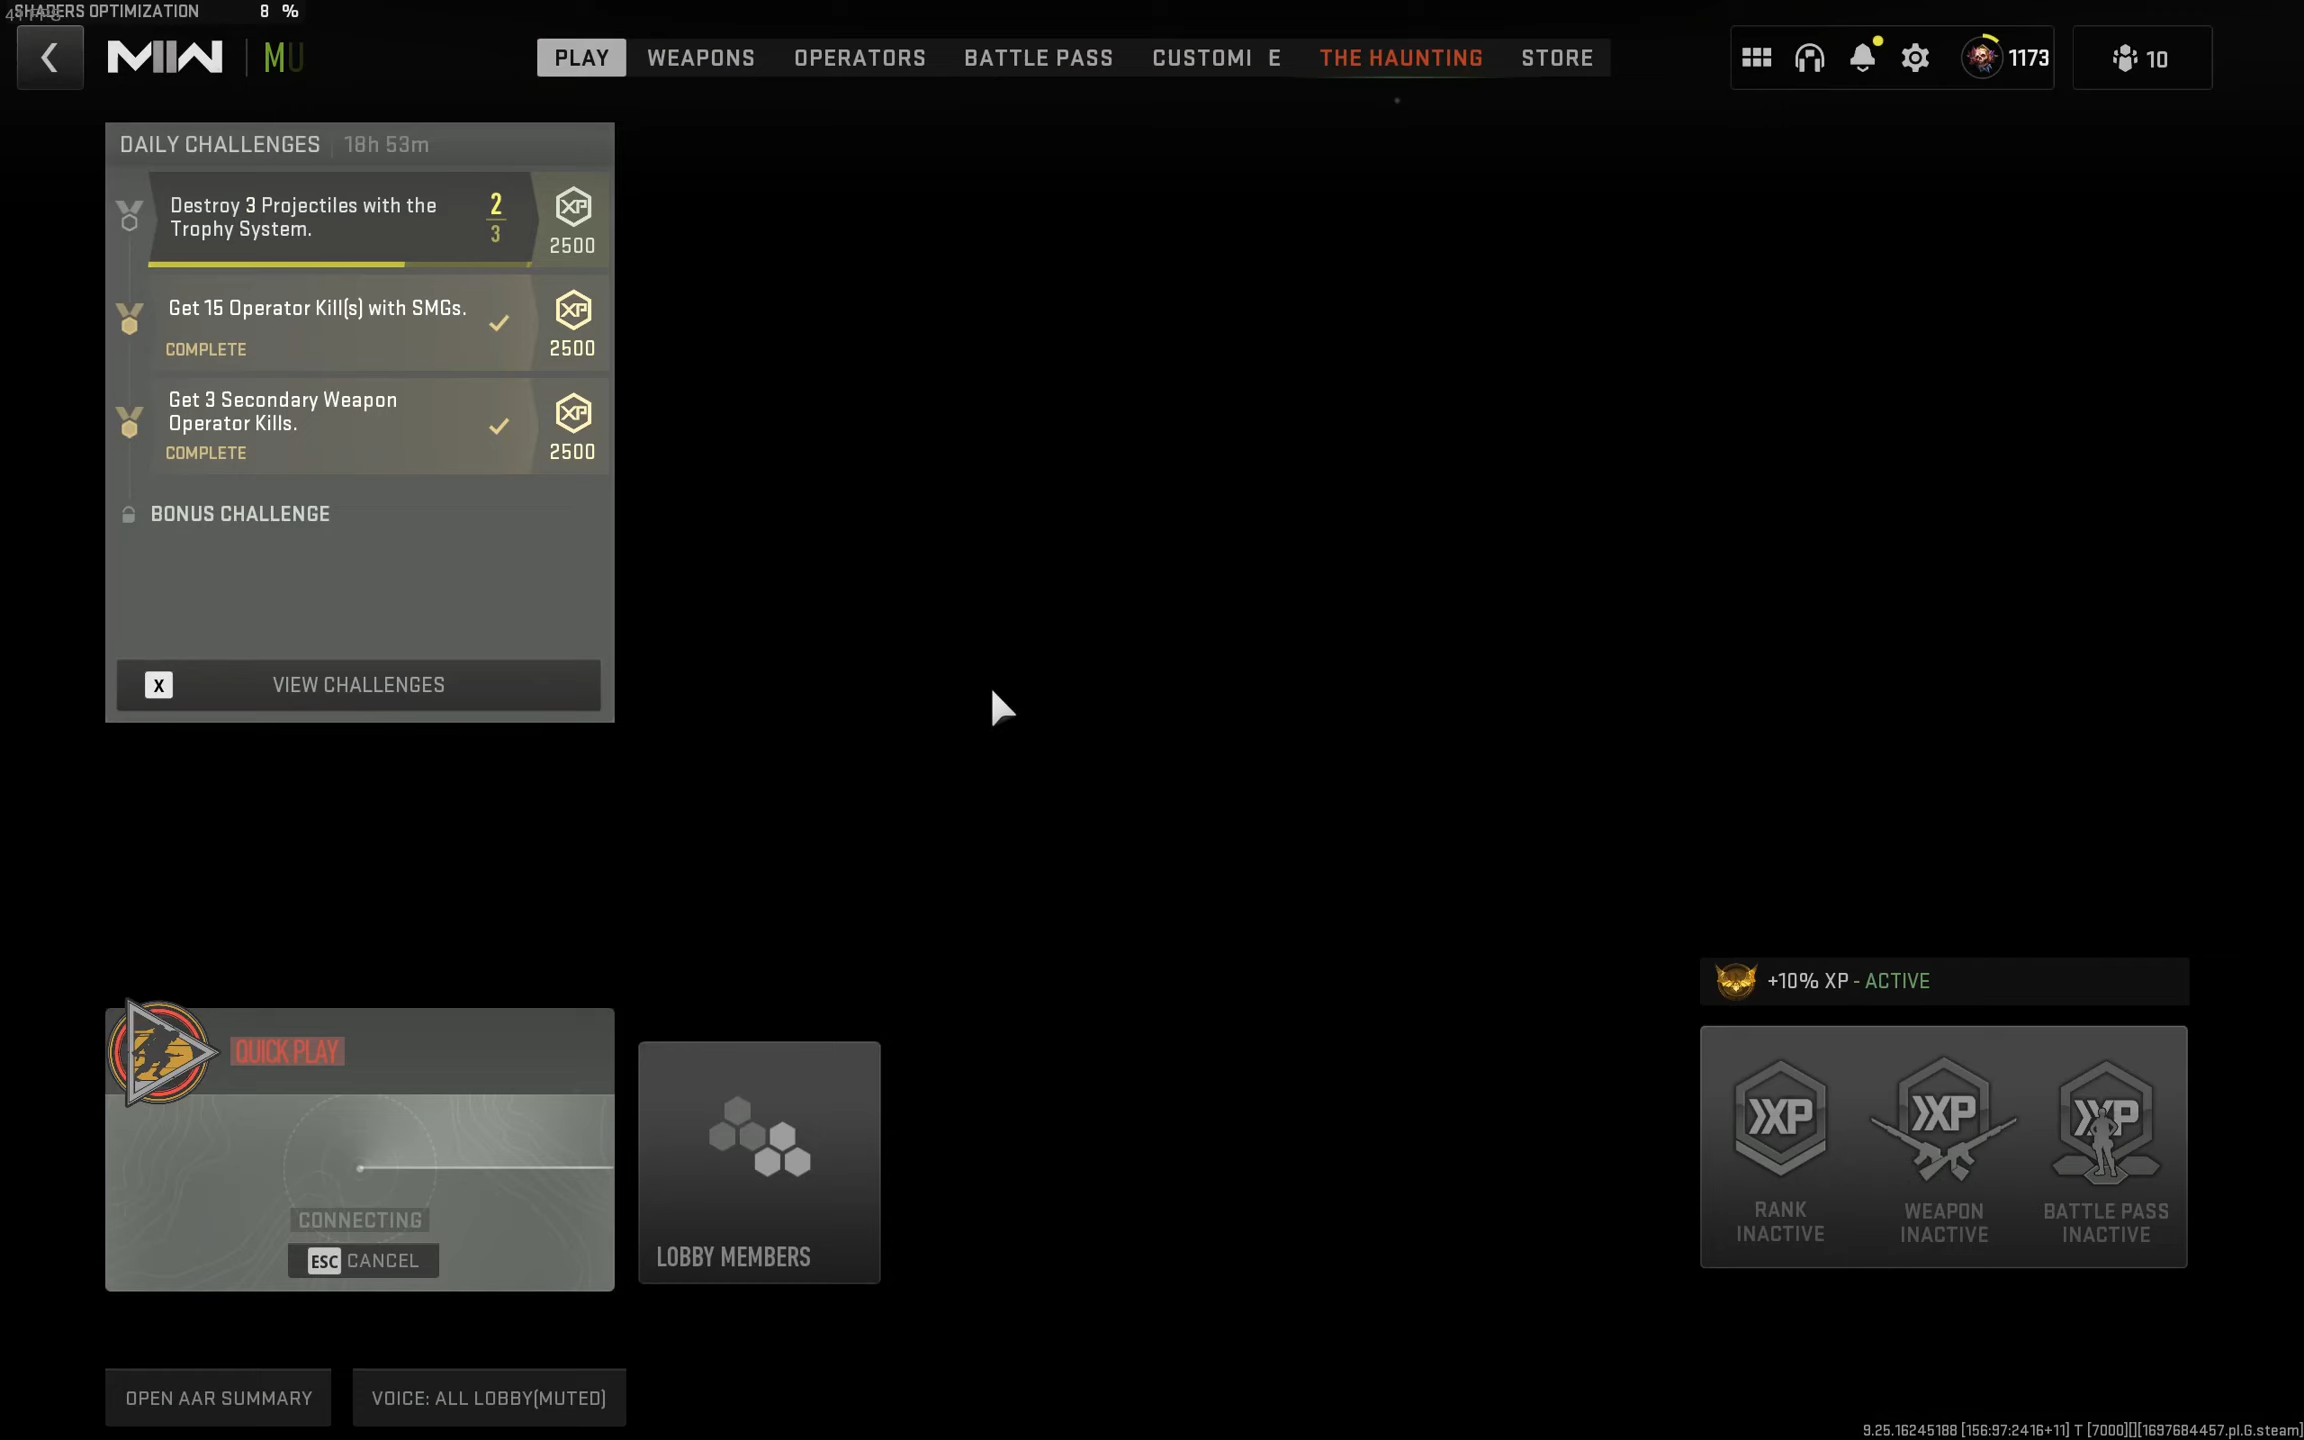 SHADERS OPTIMIZATION 8 %
MW MU
PLAY WEAPONS OPERATORS BATTLE PASS CUSTOMI E THE HAUNTING STORE
1173
10
DAILY CHALLENGES 18h 53m
Destroy 3 Projectiles with the
Trophy System.
2
3
XP
2500
Get 15 Operator Kill(s) with SMGs.
COMPLETE
XP
2500
Get 3 Secondary Weapon
Operator Kills.
COMPLETE
XP
2500
BONUS CHALLENGE
X VIEW CHALLENGES
+10% XP - ACTIVE
QUICK PLAY
CONNECTING
ESC CANCEL
LOBBY MEMBERS
XP
RANK
INACTIVE
XP
WEAPON
INACTIVE
XP
BATTLE PASS
INACTIVE
OPEN AAR SUMMARY
VOICE: ALL LOBBY(MUTED)
9.25.16245188 [156:97:2416+11] T [7000][][1697684457.pl.G.steam]